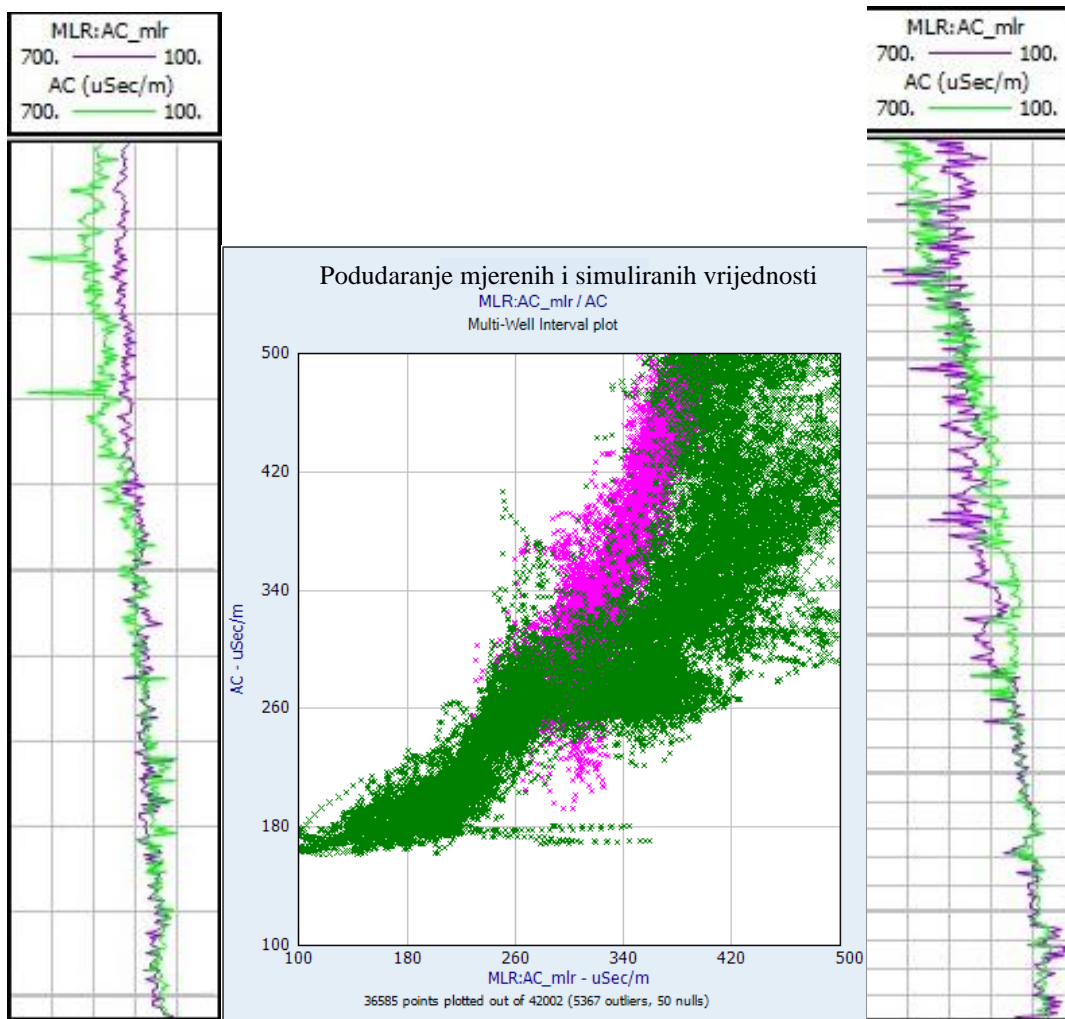 MLR:AC_mlr
700. 100.
AC (uSec/m)
700. 100.
MLR:AC_mlr
700. 100.
AC (uSec/m)
700. 100.
Podudaranje mjerenih i simuliranih vrijednosti
MLR:AC_mlr / AC
Multi-Well Interval plot
500
420
340
260
180
100
AC - uSec/m
100 180 260 340 420 500
MLR:AC_mlr - uSec/m
36585 points plotted out of 42002 (5367 outliers, 50 nulls)